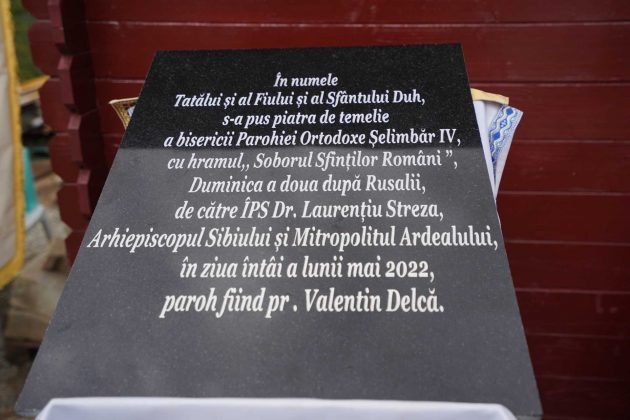 În numele
Tatălui și al Fiului și al Sfântului Duh,
s-a pus piatra de temelie
a bisericii Parohiei Ortodoxe Șelimbăr IV,
cu hramul,, Soborul Sfinților Români ”,
Duminica a doua după Rusalii,
de către ÎPS Dr. Laurențiu Streza,
Arhiepiscopul Sibiului și Mitropolitul Ardealului,
în ziua întâi a lunii mai 2022,
paroh fiind pr . Valentin Delcă.